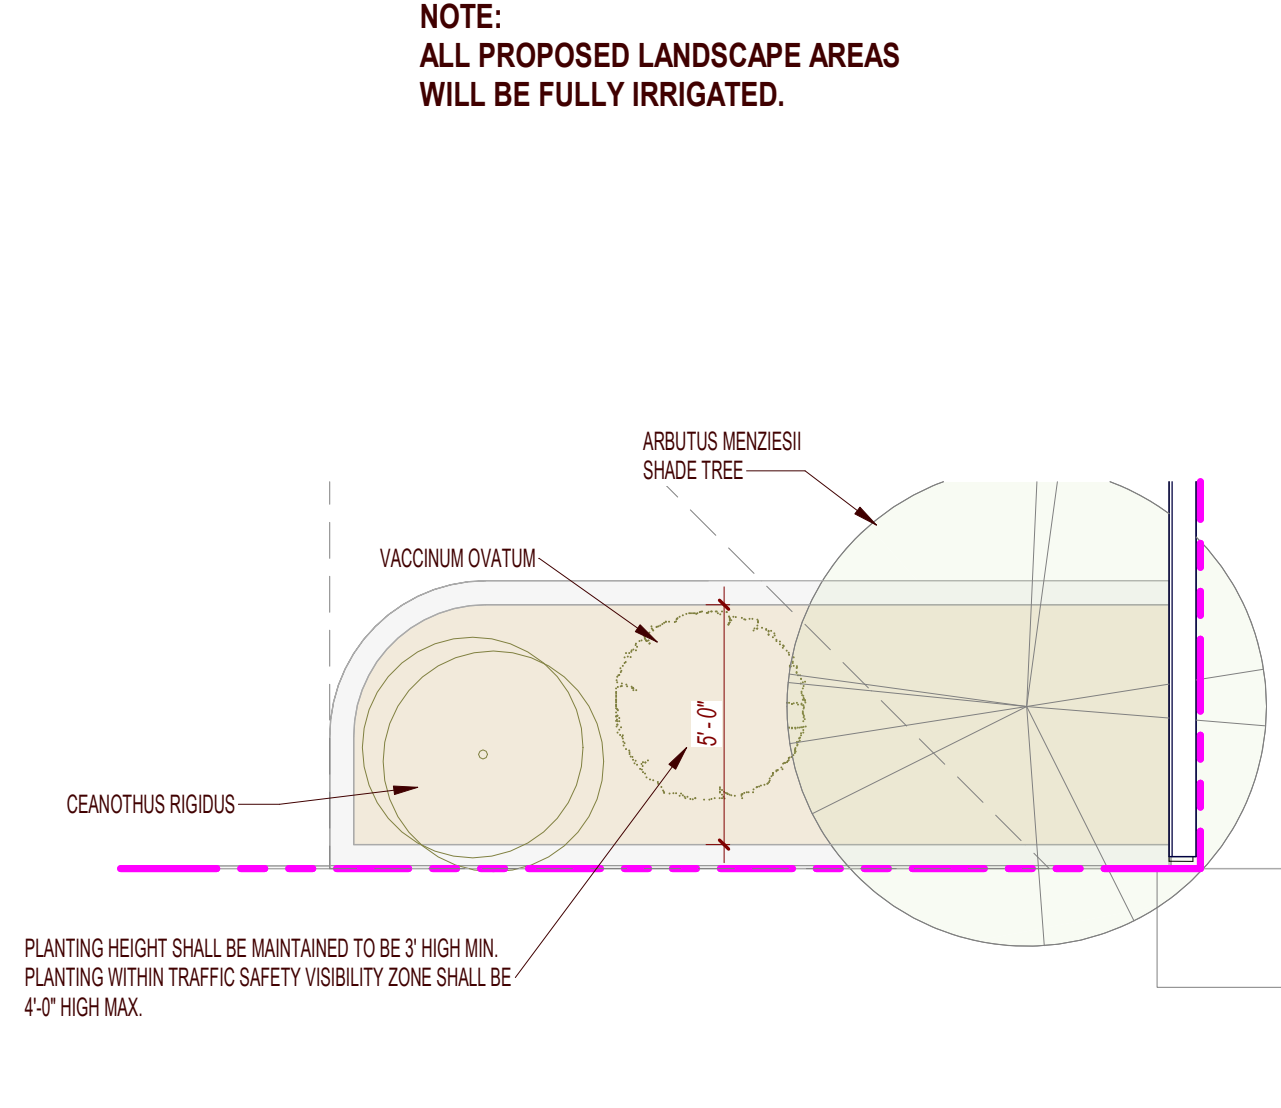 NOTE:
ALL PROPOSED LANDSCAPE AREAS
WILL BE FULLY IRRIGATED.
ARBUTUS MENZIESII
SHADE TREE
VACCINUM OVATUM
5' - 0"
CEANOTHUS RIGIDUS
PLANTING HEIGHT SHALL BE MAINTAINED TO BE 3' HIGH MIN.
PLANTING WITHIN TRAFFIC SAFETY VISIBILITY ZONE SHALL BE
4'-0" HIGH MAX.